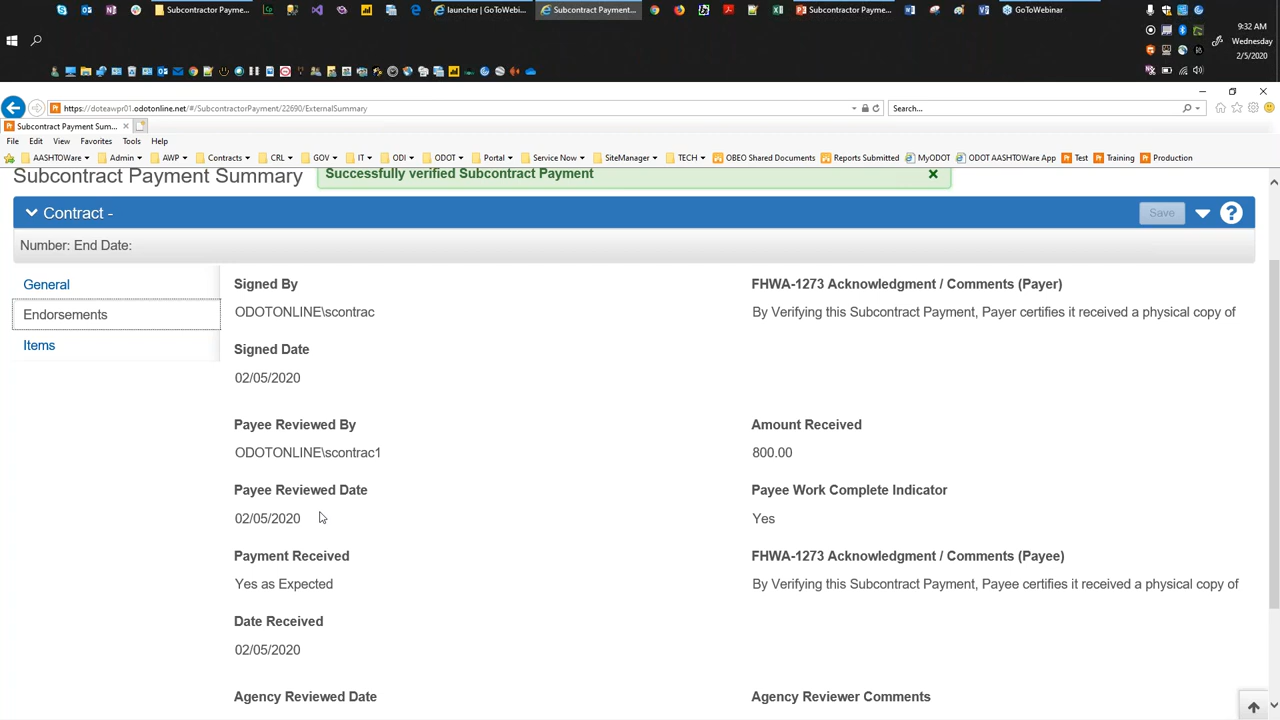 Subcontractor Payment...
launcher | GoToWebi...
Subcontract Payment...
Subcontractor Payme...
GoToWebinar
9:32 AM
Wednesday
2/5/2020
https://doteawpr01.odotonline.net/#/SubcontractorPayment/22690/ExternalSummary
Search...
Subcontract Payment Sum...
File Edit View Favorites Tools Help
AASHTOWare Admin AWP Contracts CRL GOV IT ODI ODOT Portal Service Now SiteManager TECH OBEO Shared Documents Reports Submitted MyODOT ODOT AASHTOWare App Test Training Production
Subcontract Payment Summary
Successfully verified Subcontract Payment
Contract -
Save
Number: End Date:
General
Endorsements
Items
Signed By
ODOTONLINE\scontrac
FHWA-1273 Acknowledgment / Comments (Payer)
By Verifying this Subcontract Payment, Payer certifies it received a physical copy of
Signed Date
02/05/2020
Payee Reviewed By
ODOTONLINE\scontrac1
Amount Received
800.00
Payee Reviewed Date
02/05/2020
Payee Work Complete Indicator
Yes
Payment Received
Yes as Expected
FHWA-1273 Acknowledgment / Comments (Payee)
By Verifying this Subcontract Payment, Payee certifies it received a physical copy of
Date Received
02/05/2020
Agency Reviewed Date
Agency Reviewer Comments